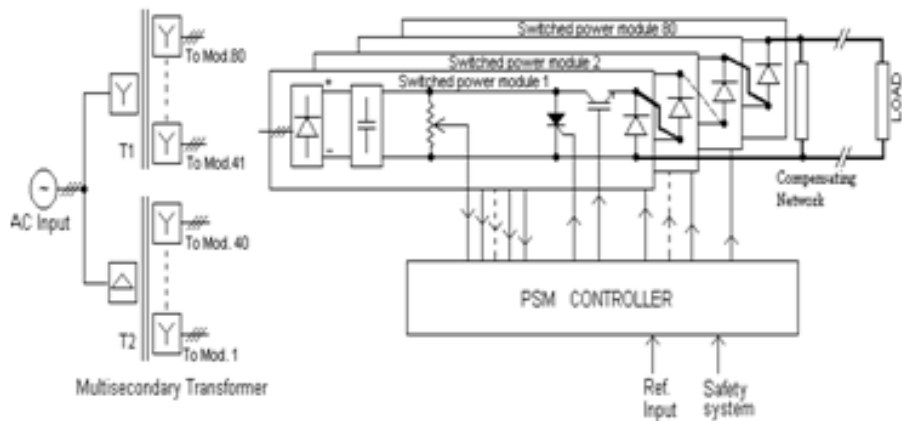 Switched power module 80
Switched power module 2
Switched power module 1
To Mod.80
T1
To Mod.41
AC Input
~
To Mod. 40
T2
To Mod. 1
Multisecondary Transformer
+
-
LOAD
Compensating
Network
PSM CONTROLLER
Ref.
Input
Safety
system